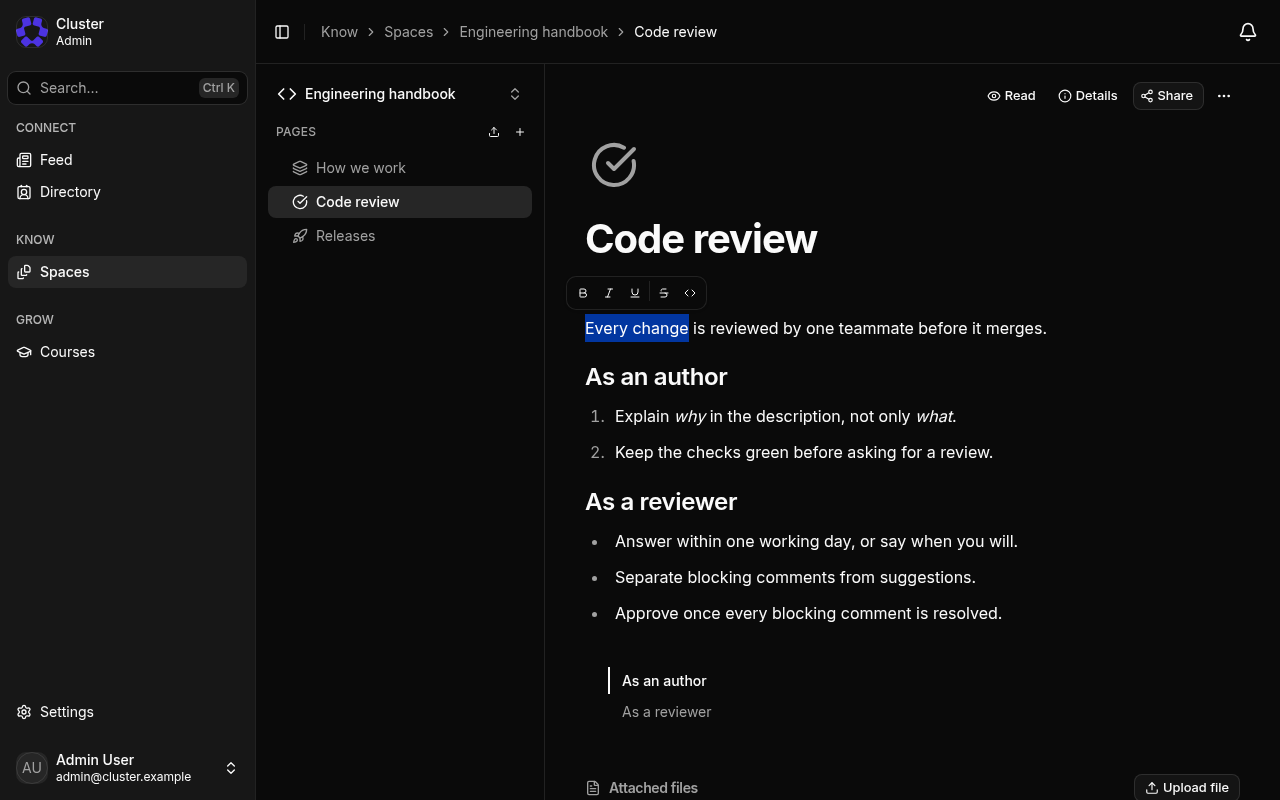 Cluster
Admin
Search...
Ctrl K
CONNECT
Feed
Directory
KNOW
Spaces
GROW
Courses
Settings
AU
Admin User
admin@cluster.example
Know
Spaces
Engineering handbook
Code review
Engineering handbook
PAGES
How we work
Code review
Releases
Read
Details
Share
Code review
Every change is reviewed by one teammate before it merges.
As an author
1. Explain why in the description, not only what.
2. Keep the checks green before asking for a review.
As a reviewer
• Answer within one working day, or say when you will.
• Separate blocking comments from suggestions.
• Approve once every blocking comment is resolved.
As an author
As a reviewer
Attached files
Upload file